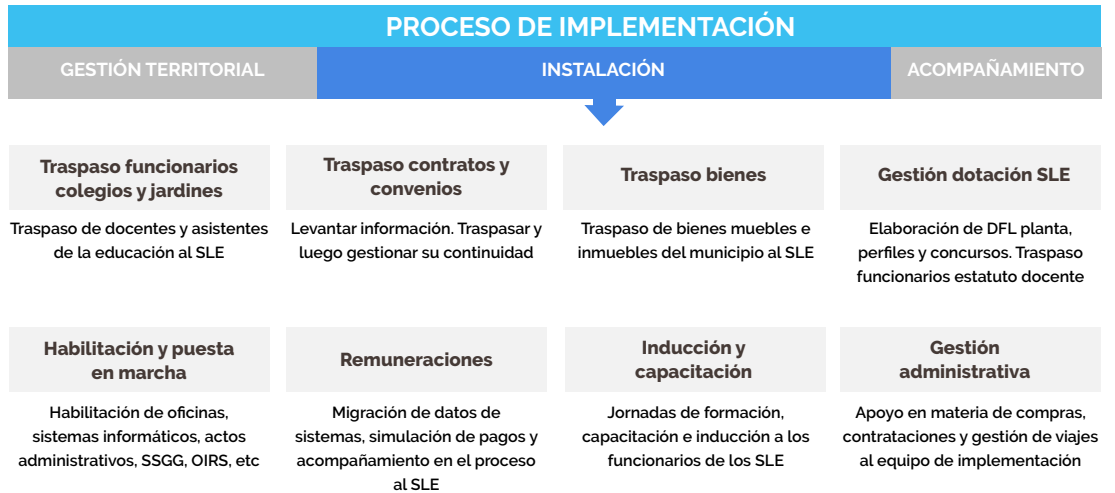 PROCESO DE IMPLEMENTACIÓN
GESTIÓN TERRITORIAL
INSTALACIÓN
ACOMPAÑAMIENTO
Traspaso funcionarios
colegios y jardines
Traspaso de docentes y asistentes
de la educación al SLE
Traspaso contratos y
convenios
Levantar información. Traspasar y
luego gestionar su continuidad
Traspaso bienes
Traspaso de bienes muebles e
inmuebles del municipio al SLE
Gestión dotación SLE
Elaboración de DFL planta,
perfiles y concursos. Traspaso
funcionarios estatuto docente
Habilitación y puesta
en marcha
Habilitación de oficinas,
sistemas informáticos, actos
administrativos, SSGG, OIRS, etc
Remuneraciones
Migración de datos de
sistemas, simulación de pagos y
acompañamiento en el proceso
al SLE
Inducción y
capacitación
Jornadas de formación,
capacitación e inducción a los
funcionarios de los SLE
Gestión
administrativa
Apoyo en materia de compras,
contrataciones y gestión de viajes
al equipo de implementación